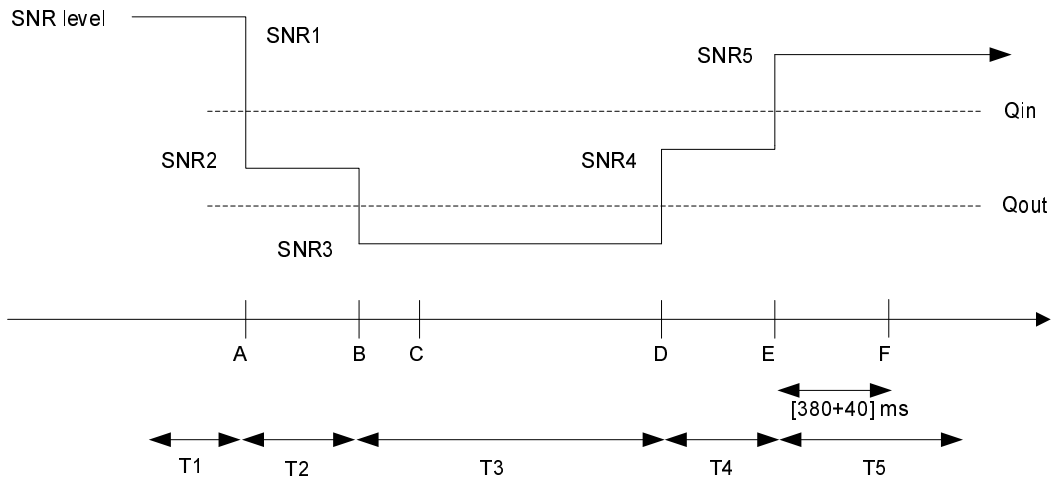 SNR level
SNR1
SNR5
Qin
SNR2
SNR4
Qout
SNR3
A B C D E F
[380+40] ms
T1 T2 T3 T4 T5